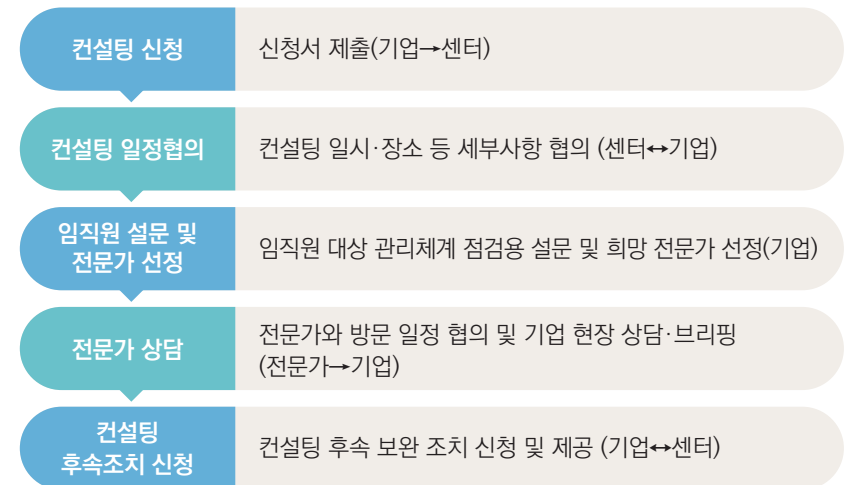 컨설팅 신청
신청서 제출(기업→센터)
컨설팅 일정협의
컨설팅 일시·장소 등 세부사항 협의 (센터↔기업)
임직원 설문 및
전문가 선정
임직원 대상 관리체계 점검용 설문 및 희망 전문가 선정(기업)
전문가 상담
전문가와 방문 일정 협의 및 기업 현장 상담·브리핑
(전문가→기업)
컨설팅
후속조치 신청
컨설팅 후속 보완 조치 신청 및 제공 (기업↔센터)